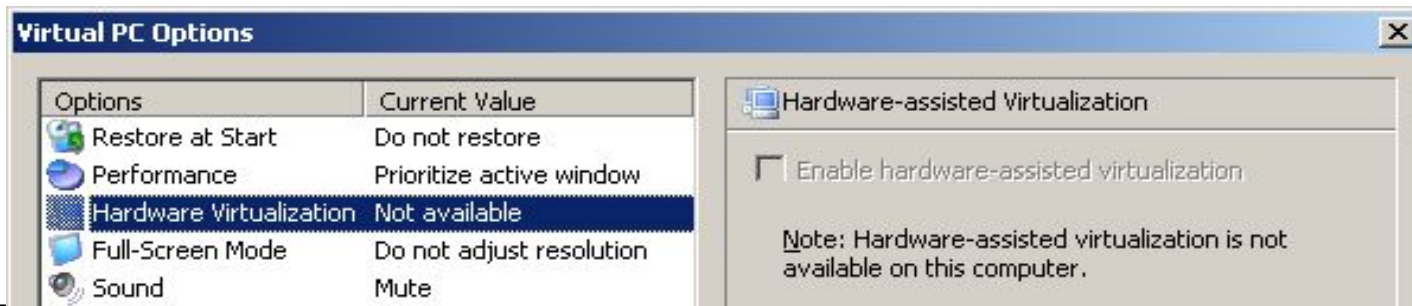 Virtual PC Options
Options Current Value
Restore at Start Do not restore
Performance Prioritize active window
Hardware Virtualization Not available
Full-Screen Mode Do not adjust resolution
Sound Mute
Hardware-assisted Virtualization
Enable hardware-assisted virtualization
Note: Hardware-assisted virtualization is not
available on this computer.